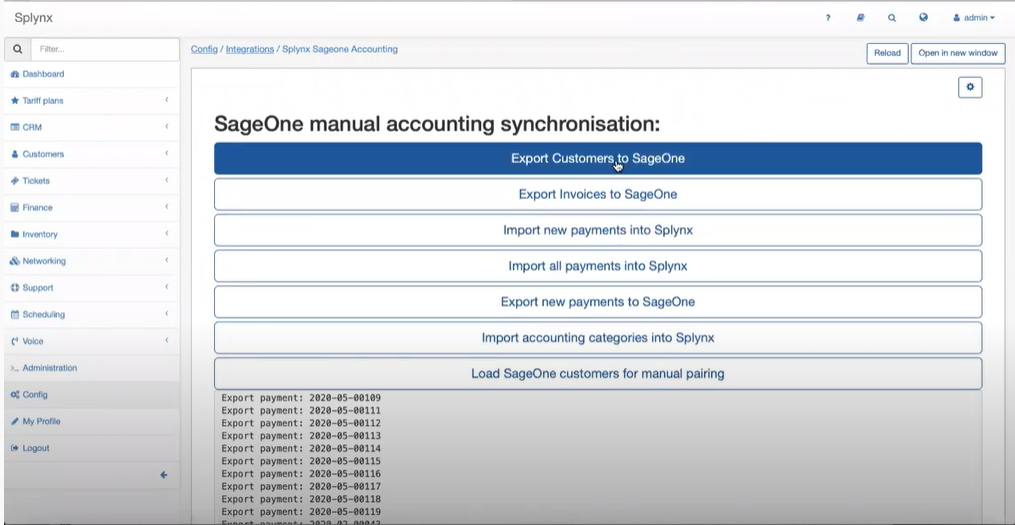 Splynx
?
admin
Filter...
Config / Integrations / Splynx Sageone Accounting
Reload
Open in new window
Dashboard
Tariff plans
CRM
Customers
Tickets
Finance
Inventory
Networking
Support
Scheduling
Voice
Administration
Config
My Profile
Logout
SageOne manual accounting synchronisation:
Export Customers to SageOne
Export Invoices to SageOne
Import new payments into Splynx
Import all payments into Splynx
Export new payments to SageOne
Import accounting categories into Splynx
Load SageOne customers for manual pairing
Export payment: 2020-05-00109
Export payment: 2020-05-00111
Export payment: 2020-05-00112
Export payment: 2020-05-00113
Export payment: 2020-05-00114
Export payment: 2020-05-00115
Export payment: 2020-05-00116
Export payment: 2020-05-00117
Export payment: 2020-05-00118
Export payment: 2020-05-00119
Export payment: